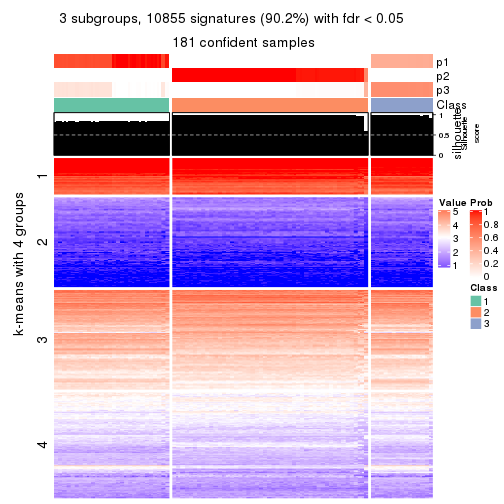 3 subgroups, 10855 signatures (90.2%) with fdr < 0.05
181 confident samples
p1
p2
p3
Class
1
0.5
0
silhouette
Silhouette
score
k-means with 4 groups
1
2
3
4
Value
5
4
3
2
1
Prob
1
0.8
0.6
0.4
0.2
0
Class
1
2
3